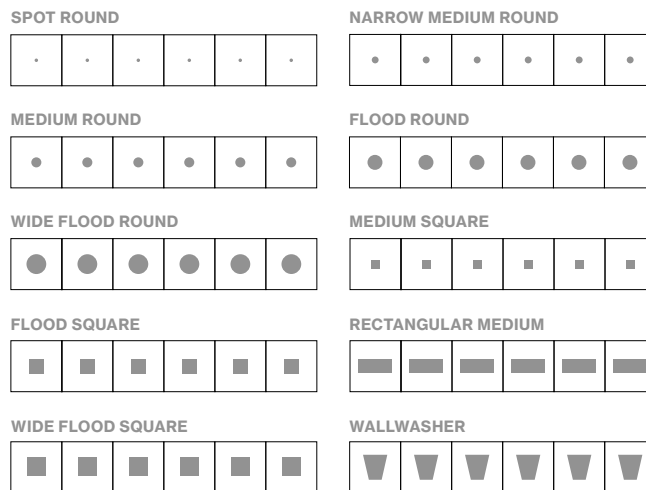 SPOT ROUND
NARROW MEDIUM ROUND
MEDIUM ROUND
FLOOD ROUND
WIDE FLOOD ROUND
MEDIUM SQUARE
FLOOD SQUARE
RECTANGULAR MEDIUM
WIDE FLOOD SQUARE
WALLWASHER